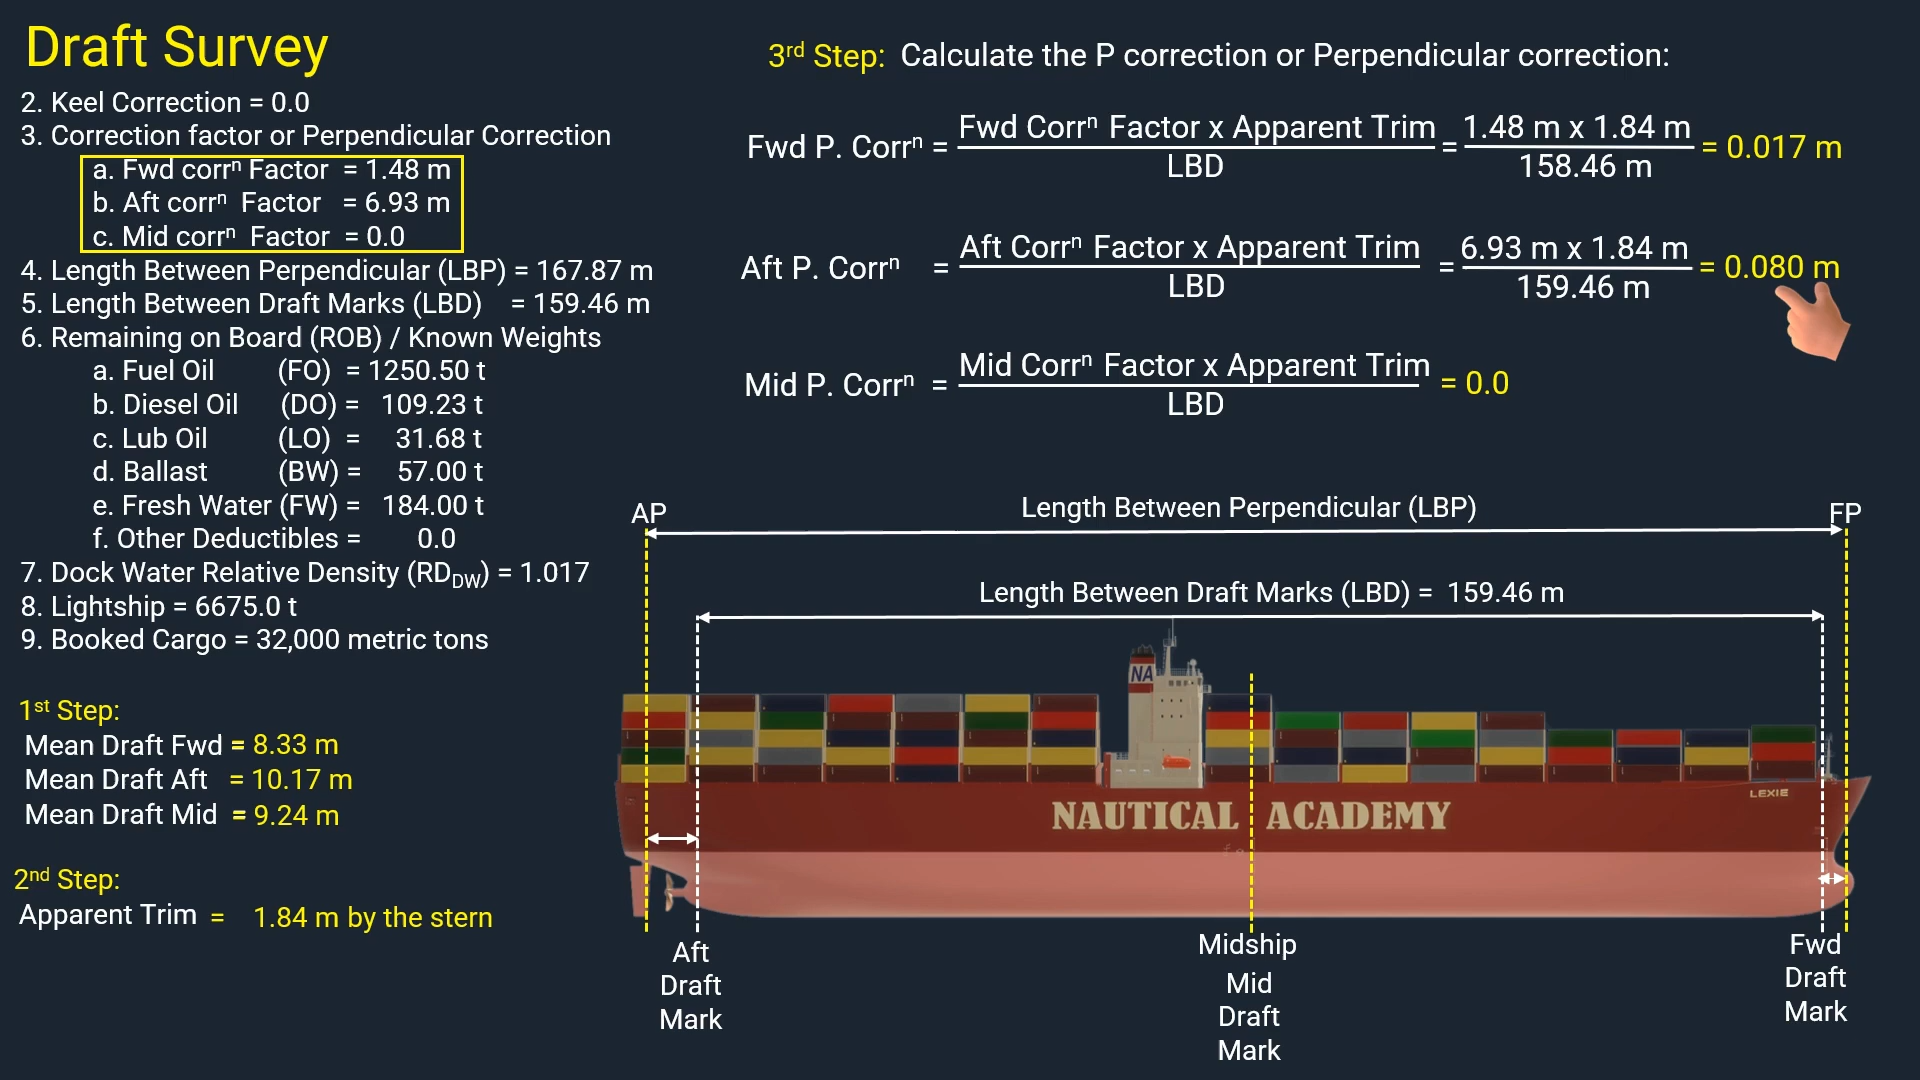 Draft Survey
2. Keel Correction = 0.0
3. Correction factor or Perpendicular Correction
a. Fwd corrⁿ Factor = 1.48 m
b. Aft corrⁿ Factor = 6.93 m
c. Mid corrⁿ Factor = 0.0
4. Length Between Perpendicular (LBP) = 167.87 m
5. Length Between Draft Marks (LBD) = 159.46 m
6. Remaining on Board (ROB) / Known Weights
a. Fuel Oil (FO) = 1250.50 t
b. Diesel Oil (DO) = 109.23 t
c. Lub Oil (LO) = 31.68 t
d. Ballast (BW) = 57.00 t
e. Fresh Water (FW) = 184.00 t
f. Other Deductibles = 0.0
7. Dock Water Relative Density (RD_DW) = 1.017
8. Lightship = 6675.0 t
9. Booked Cargo = 32,000 metric tons
1st Step:
Mean Draft Fwd = 8.33 m
Mean Draft Aft = 10.17 m
Mean Draft Mid = 9.24 m
2nd Step:
Apparent Trim = 1.84 m by the stern
3rd Step: Calculate the P correction or Perpendicular correction:
Fwd Corrⁿ Factor x Apparent Trim 1.48 m x 1.84 m
Fwd P. Corrⁿ = = = 0.017 m
LBD 158.46 m
Aft Corrⁿ Factor x Apparent Trim 6.93 m x 1.84 m
Aft P. Corrⁿ = = = 0.080 m
LBD 159.46 m
Mid Corrⁿ Factor x Apparent Trim
Mid P. Corrⁿ = = 0.0
LBD
AP Length Between Perpendicular (LBP) FP
Length Between Draft Marks (LBD) = 159.46 m
NA
LEXIE
NAUTICAL ACADEMY
Aft
Draft
Mark
Midship
Mid
Draft
Mark
Fwd
Draft
Mark